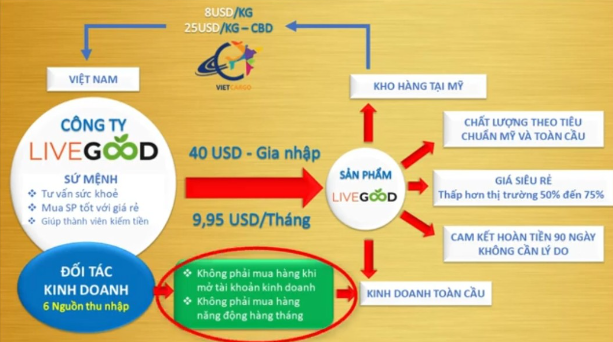 8USD/KG
25USD/KG – CBD
VIETCARGO
VIỆT NAM
KHO HÀNG TẠI MỸ
CÔNG TY
LIVEGOOD
SỨ MỆNH
Tư vấn sức khoẻ
Mua SP tốt với giá rẻ
Giúp thành viên kiếm tiền
40 USD - Gia nhập
9,95 USD/Tháng
SẢN PHẨM
LIVEGOOD
CHẤT LƯỢNG THEO TIÊU
CHUẨN MỸ VÀ TOÀN CẦU
GIÁ SIÊU RẺ
Thấp hơn thị trường 50% đến 75%
CAM KẾT HOÀN TIỀN 90 NGÀY
KHÔNG CẦN LÝ DO
KINH DOANH TOÀN CẦU
ĐỐI TÁC
KINH DOANH
6 Nguồn thu nhập
Không phải mua hàng khi
mở tài khoản kinh doanh
Không phải mua hàng
năng động hàng tháng